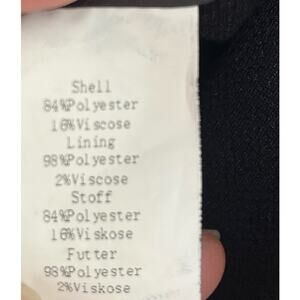 Shell
84%Polyester
16%Viscose
Lining
98%Polyester
2%Viscose
Stoff
84%Polyester
16%Viskose
Futter
98%Polyester
2%Viskose